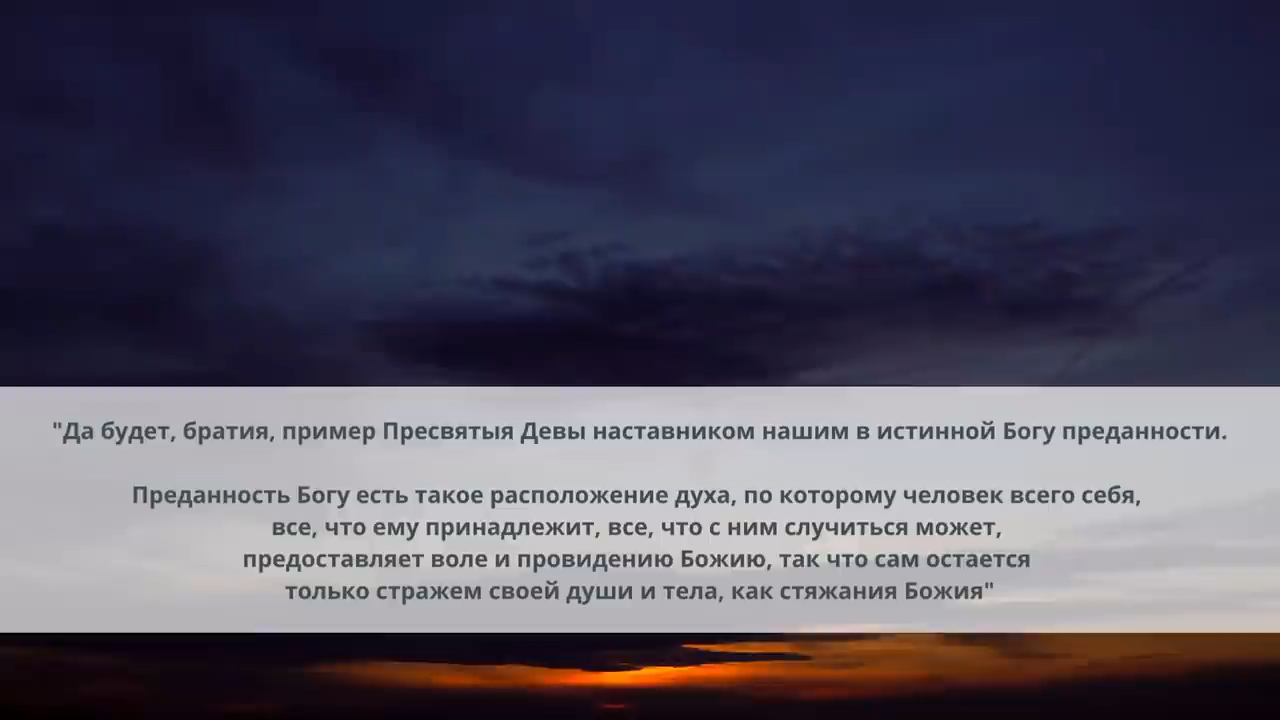 "Да будет, братия, пример Пресвятыя Девы наставником нашим в истинной Богу преданности.
Преданность Богу есть такое расположение духа, по которому человек всего себя,
все, что ему принадлежит, все, что с ним случиться может,
предоставляет воле и провидению Божию, так что сам остается
только стражем своей души и тела, как стяжания Божия"